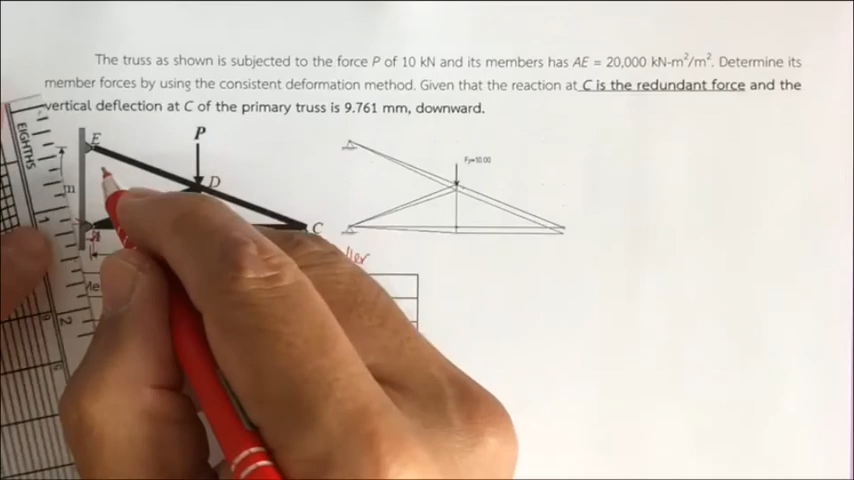 The truss as shown is subjected to the force P of 10 kN and its members has AE = 20,000 kN-m²/m². Determine its
member forces by using the consistent deformation method. Given that the reaction at C is the redundant force and the
vertical deflection at C of the primary truss is 9.761 mm, downward.
E
P
D
C
m
Fy=10.00
EIGHTHS
1
2